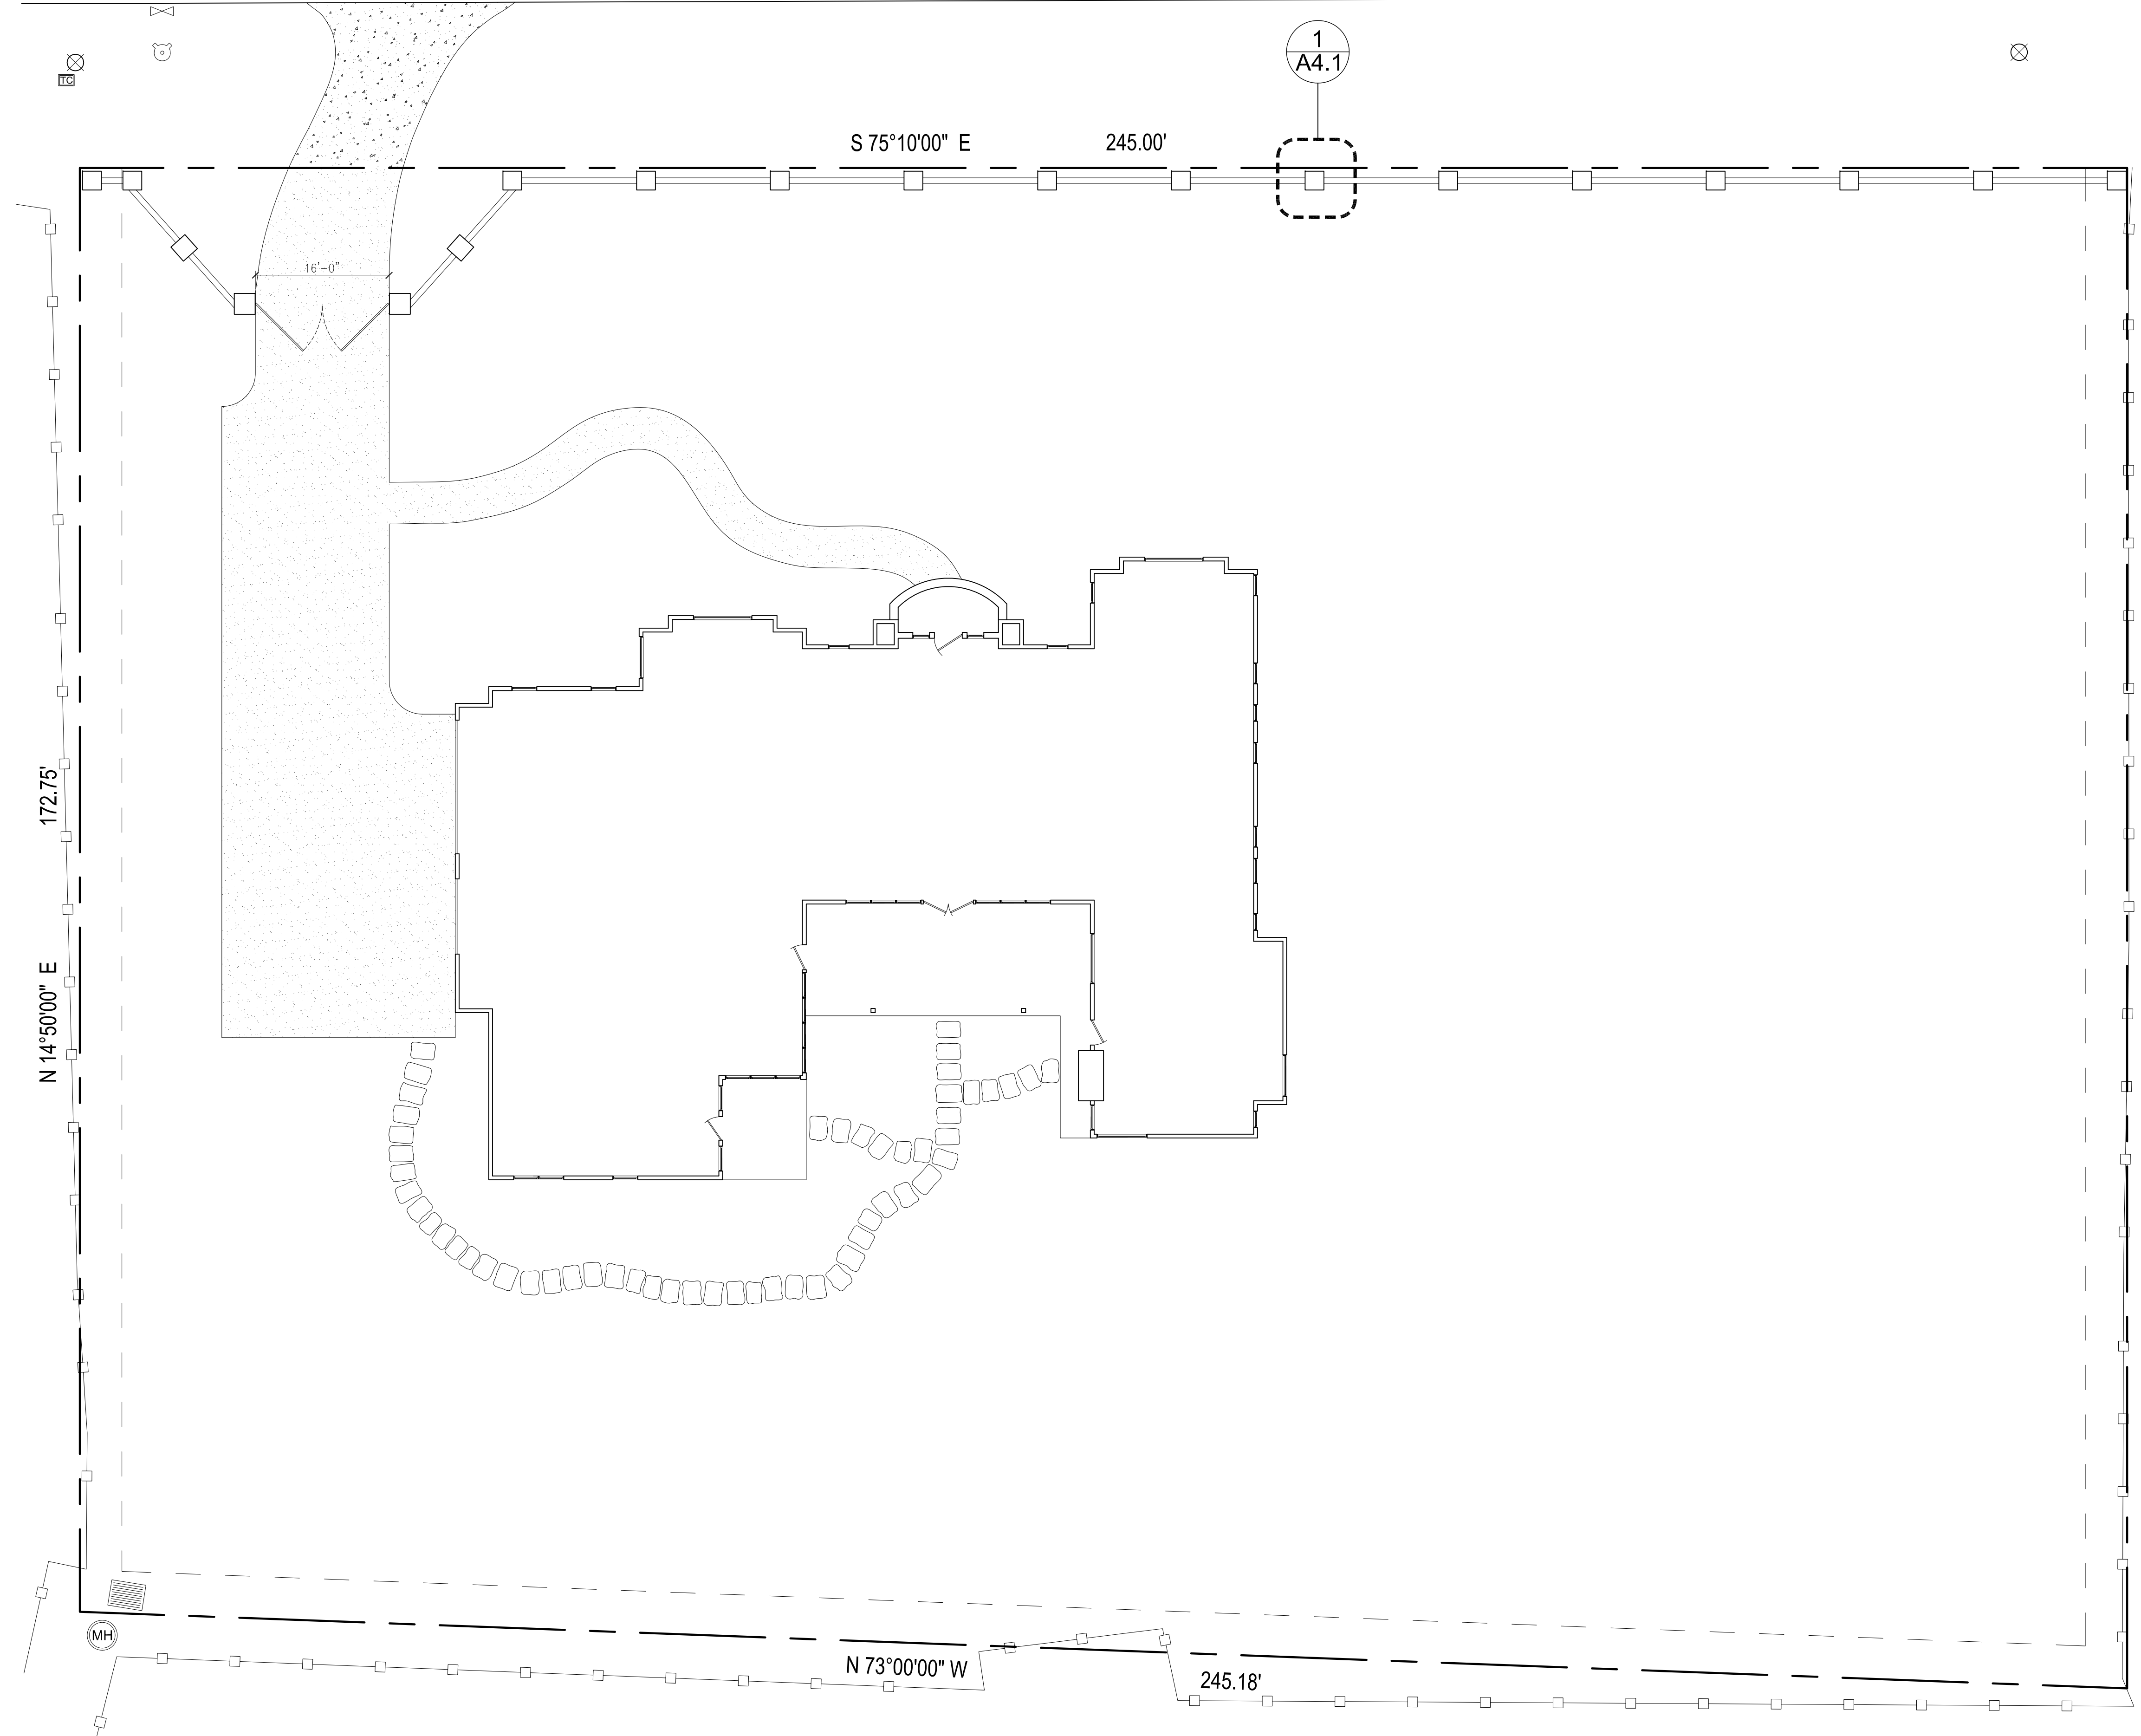 1
A4.1
TC
S 75°10'00" E 245.00'
16'-0"
172.75'
N 14°50'00" E
MH
N 73°00'00" W
245.18'